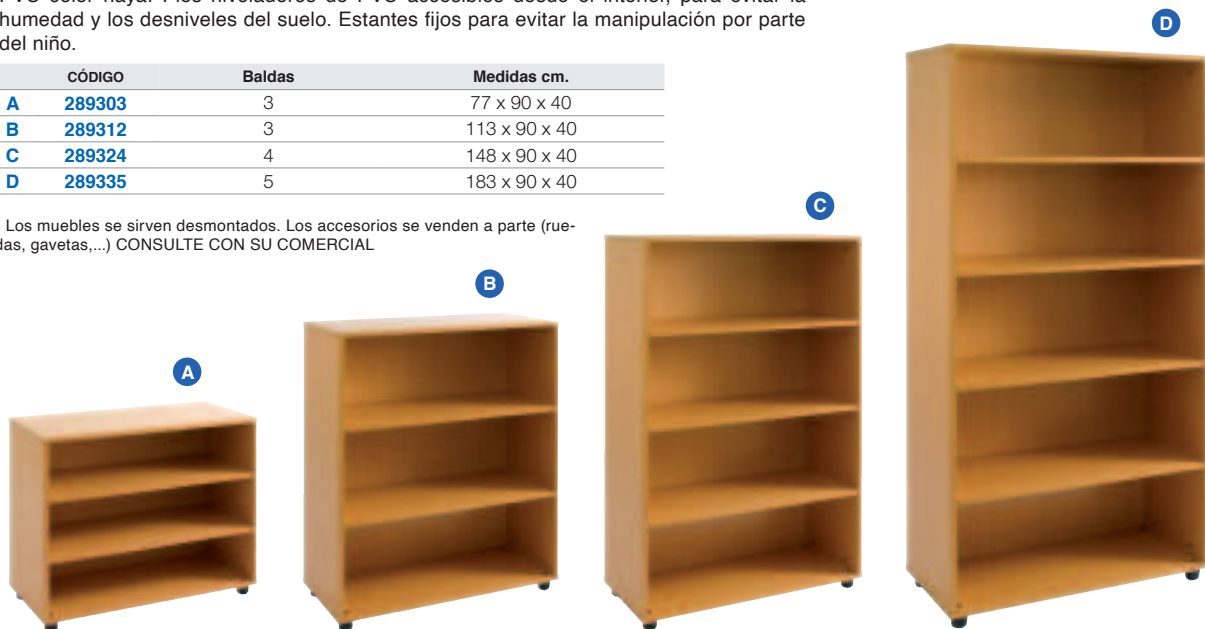 humedad y los desniveles del suelo. Estantes fijos para evitar la manipulación por parte
del niño.
CÓDIGO Baldas Medidas cm.
A 289303 3 77 x 90 x 40
B 289312 3 113 x 90 x 40
C 289324 4 148 x 90 x 40
D 289335 5 183 x 90 x 40
Los muebles se sirven desmontados. Los accesorios se venden a parte (rue-
das, gavetas,...) CONSULTE CON SU COMERCIAL
A
B
C
D